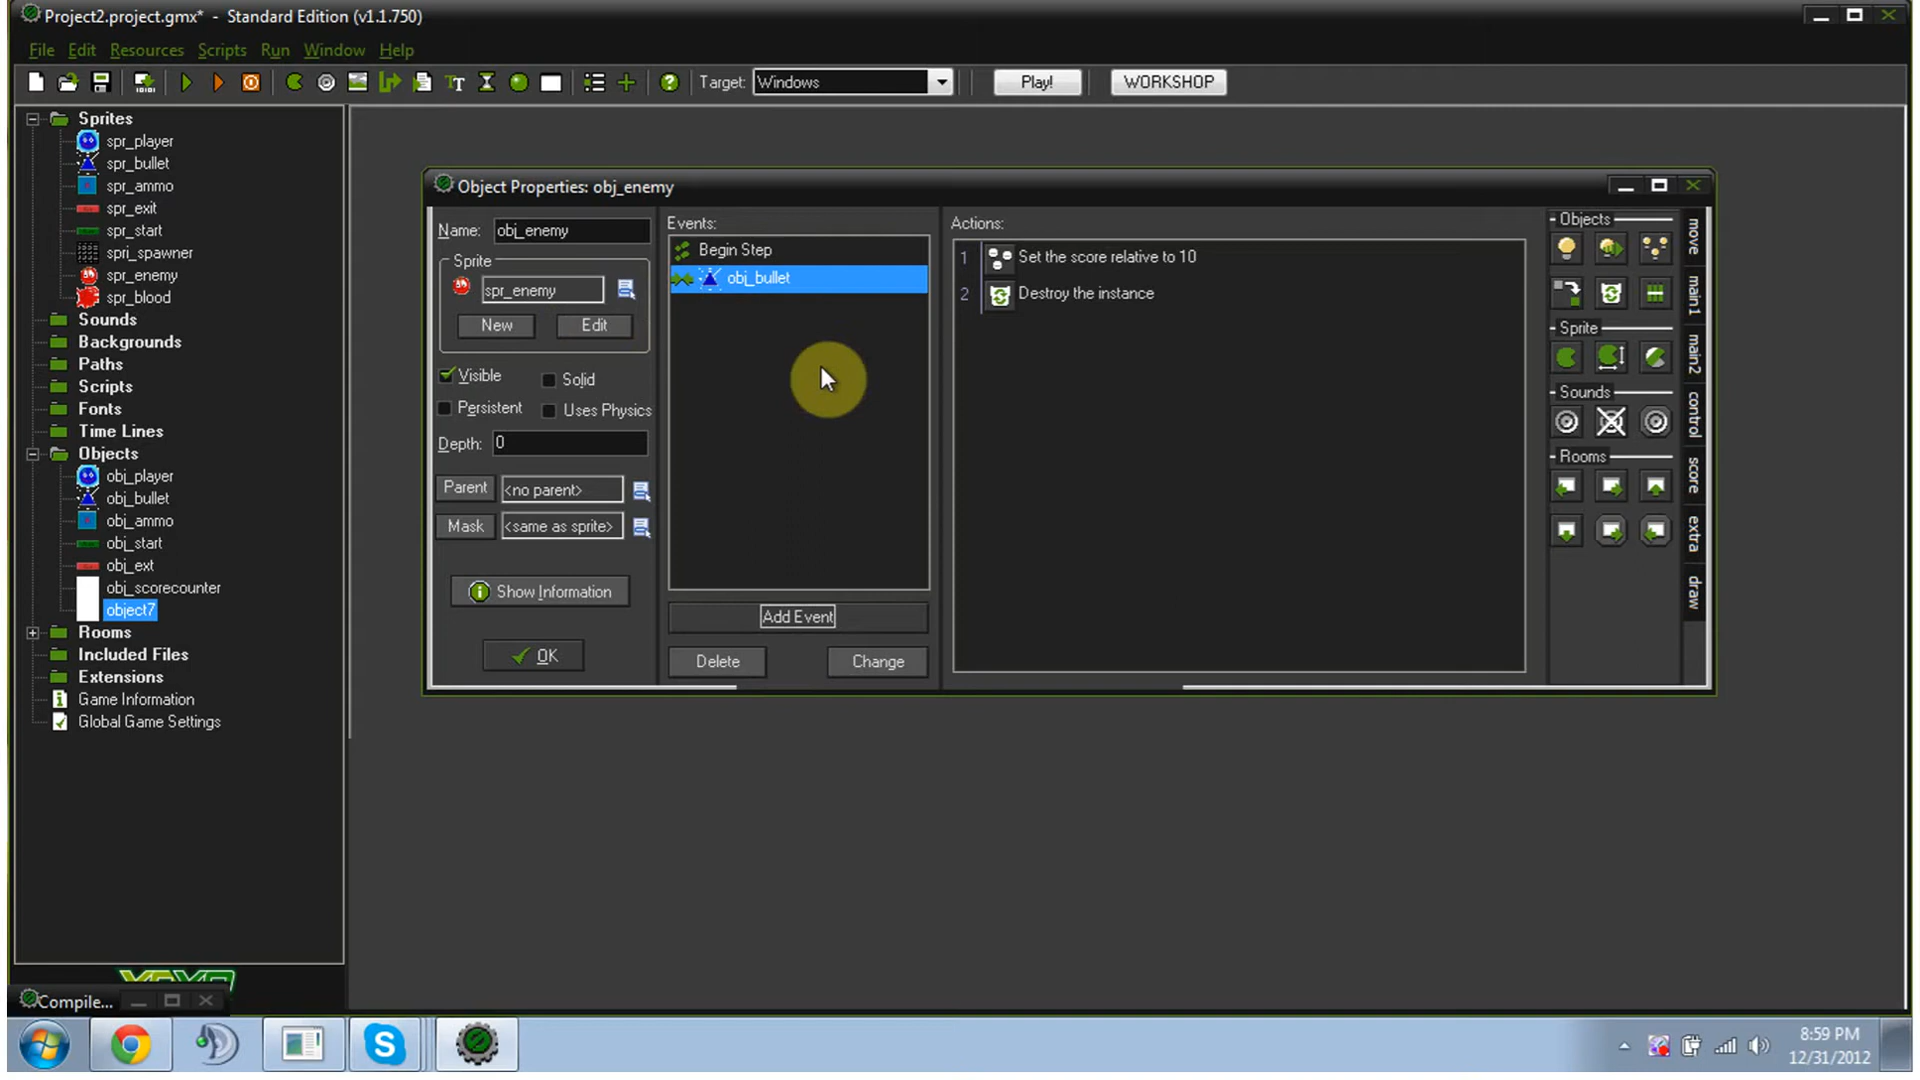 Project2.project.gmx* - Standard Edition (v1.1.750)
File Edit Resources Scripts Run Window Help
Target: Windows Play! WORKSHOP
Sprites
spr_player
spr_bullet
spr_ammo
spr_exit
spr_start
spri_spawner
spr_enemy
spr_blood
Sounds
Backgrounds
Paths
Scripts
Fonts
Time Lines
Objects
obj_player
obj_bullet
obj_ammo
obj_start
obj_ext
obj_scorecounter
object7
Rooms
Included Files
Extensions
Game Information
Global Game Settings
Object Properties: obj_enemy
Name: obj_enemy
Sprite
spr_enemy
New Edit
Visible Solid
Persistent Uses Physics
Depth: 0
Parent <no parent>
Mask <same as sprite>
Show Information
OK
Events:
Begin Step
obj_bullet
Add Event
Delete Change
Actions:
1 Set the score relative to 10
2 Destroy the instance
Objects
Sprite
Sounds
Rooms
move
main1
main2
control
score
extra
draw
Compile...
8:59 PM
12/31/2012